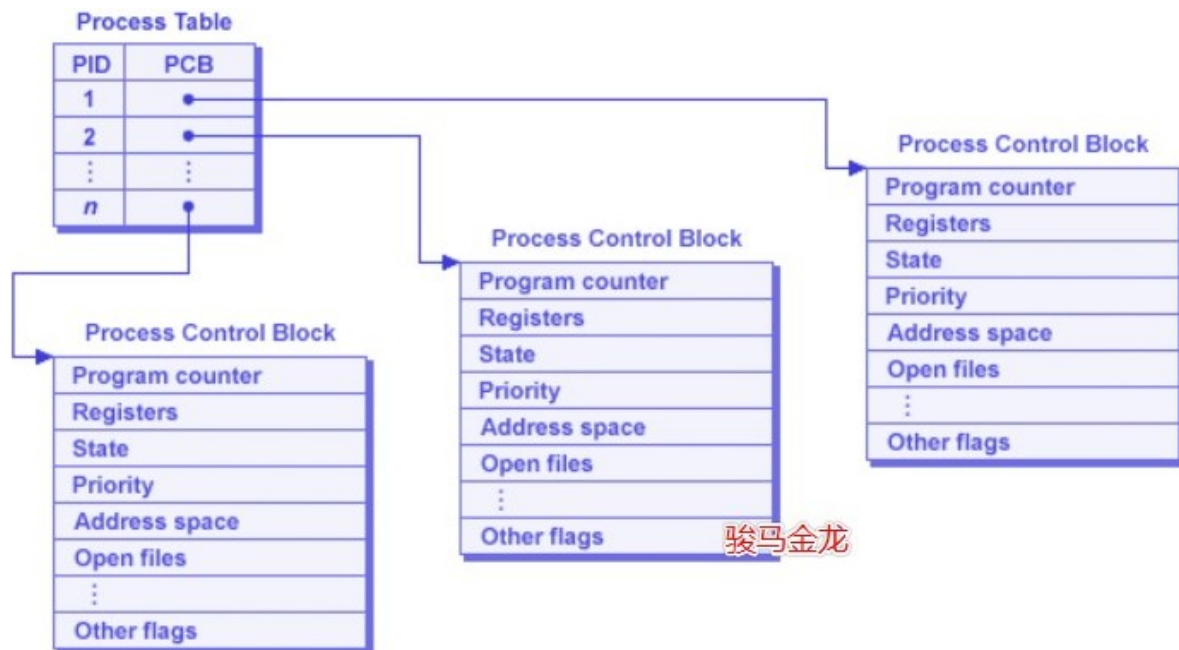 Process Table
PID PCB
1
2
⋮ ⋮
n
Process Control Block
Program counter
Registers
State
Priority
Address space
Open files
⋮
Other flags
Process Control Block
Program counter
Registers
State
Priority
Address space
Open files
⋮
Other flags
骏马金龙
Process Control Block
Program counter
Registers
State
Priority
Address space
Open files
⋮
Other flags